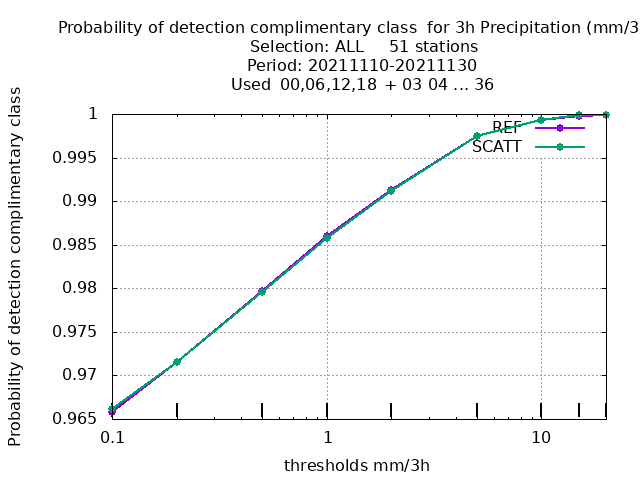 Probability of detection complimentary class  for 3h Precipitation (mm/3
Selection: ALL     51 stations
Period: 20211110-20211130
Used  00,06,12,18  + 03 04 ... 36
Probability of detection complimentary class
1
0.995
0.99
0.985
0.98
0.975
0.97
0.965
REF
SCATT
0.1
1
10
thresholds mm/3h